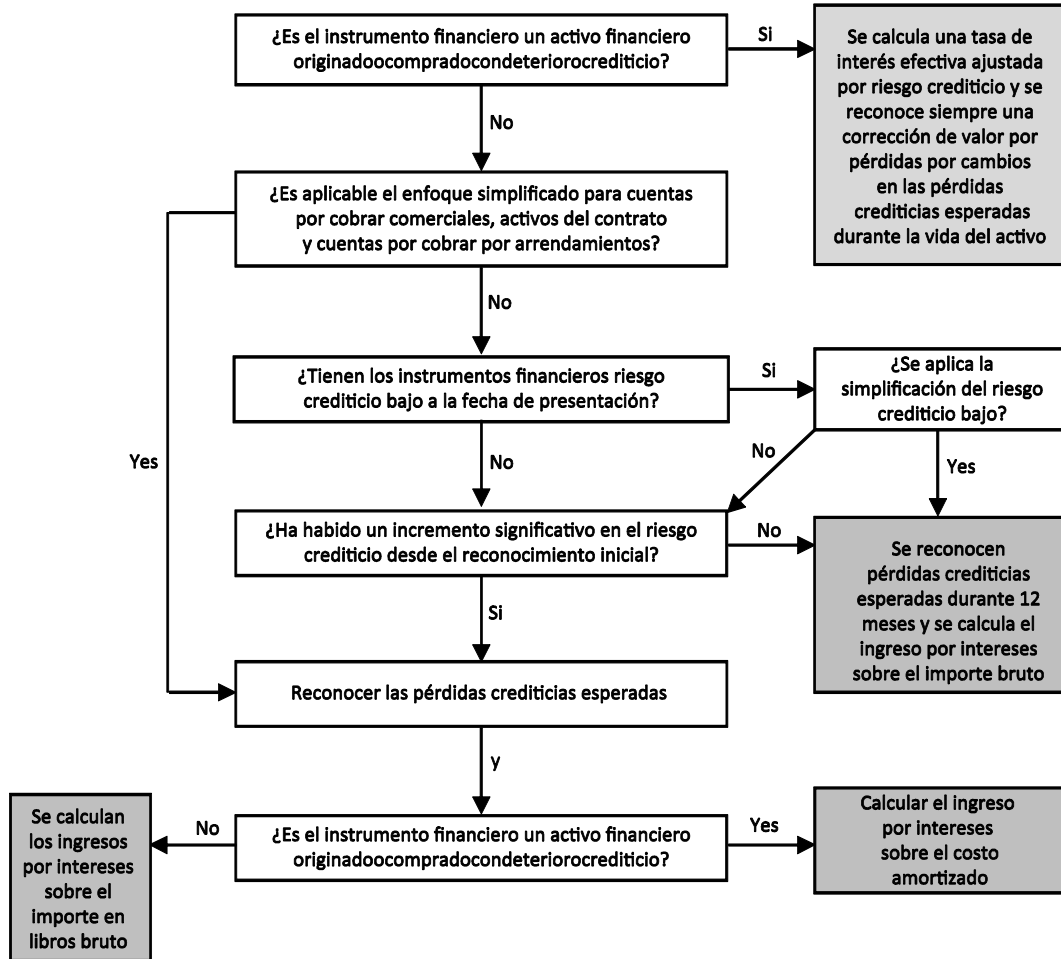 ¿Es el instrumento financiero un activo financiero
originadoocompradocondeteriorocrediticio?
Si
Se calcula una tasa de
interés efectiva ajustada
por riesgo crediticio y se
reconoce siempre una
corrección de valor por
pérdidas por cambios
en las pérdidas
crediticias esperadas
durante la vida del activo
No
¿Es aplicable el enfoque simplificado para cuentas
por cobrar comerciales, activos del contrato
y cuentas por cobrar por arrendamientos?
No
¿Tienen los instrumentos financieros riesgo
crediticio bajo a la fecha de presentación?
Si
¿Se aplica la
simplificación del riesgo
crediticio bajo?
Yes
No
No
Yes
¿Ha habido un incremento significativo en el riesgo
crediticio desde el reconocimiento inicial?
No
Se reconocen
pérdidas crediticias
esperadas durante 12
meses y se calcula el
ingreso por intereses
sobre el importe bruto
Si
Reconocer las pérdidas crediticias esperadas
y
Se calculan
los ingresos
por intereses
sobre el
importe en
libros bruto
No
¿Es el instrumento financiero un activo financiero
originadoocompradocondeteriorocrediticio?
Yes
Calcular el ingreso
por intereses
sobre el costo
amortizado